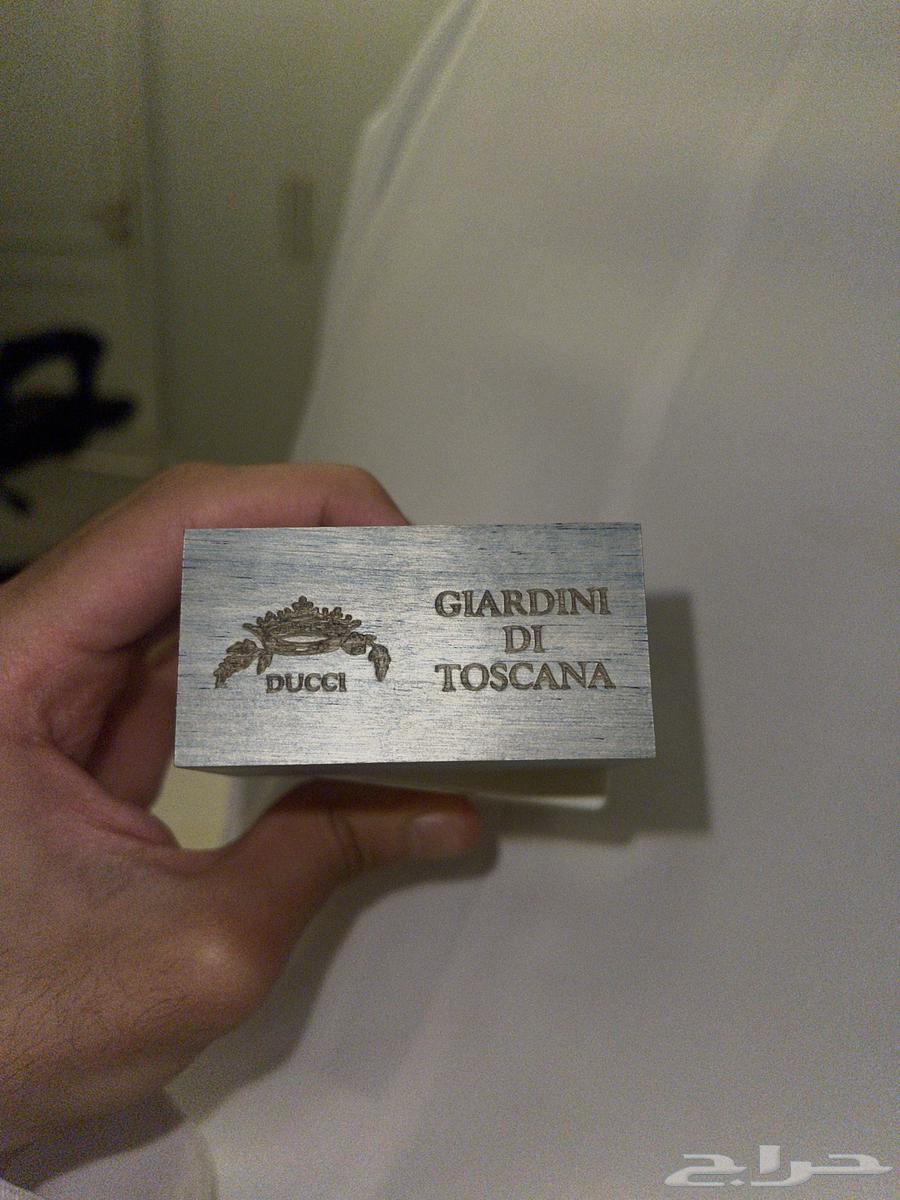 DUCCI
GIARDINI
DI
TOSCANA
حراج